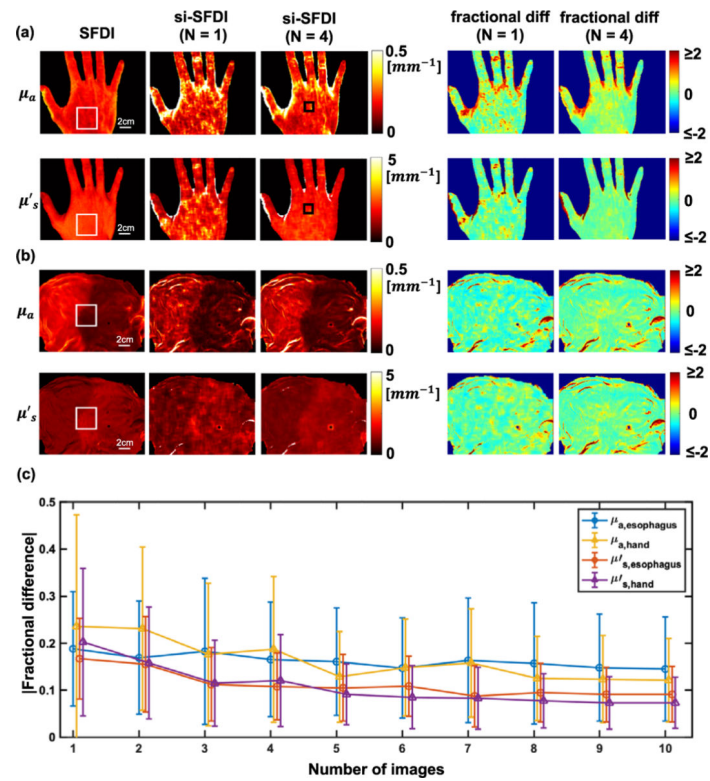 (a) SFDI si-SFDI (N = 1) si-SFDI (N = 4) fractional diff (N = 1) fractional diff (N = 4)
μa 2cm 0.5 [mm⁻¹] 0 ≥2 0 ≤-2
μ′s 2cm 5 [mm⁻¹] 0 ≥2 0 ≤-2
(b)
μa 2cm 0.5 [mm⁻¹] 0 ≥2 0 ≤-2
μ′s 2cm 5 [mm⁻¹] 0 ≥2 0 ≤-2
(c)
|Fractional difference|
0.5
0.4
0.3
0.2
0.1
0
μa,esophagus
μa,hand
μ′s,esophagus
μ′s,hand
1 2 3 4 5 6 7 8 9 10
Number of images